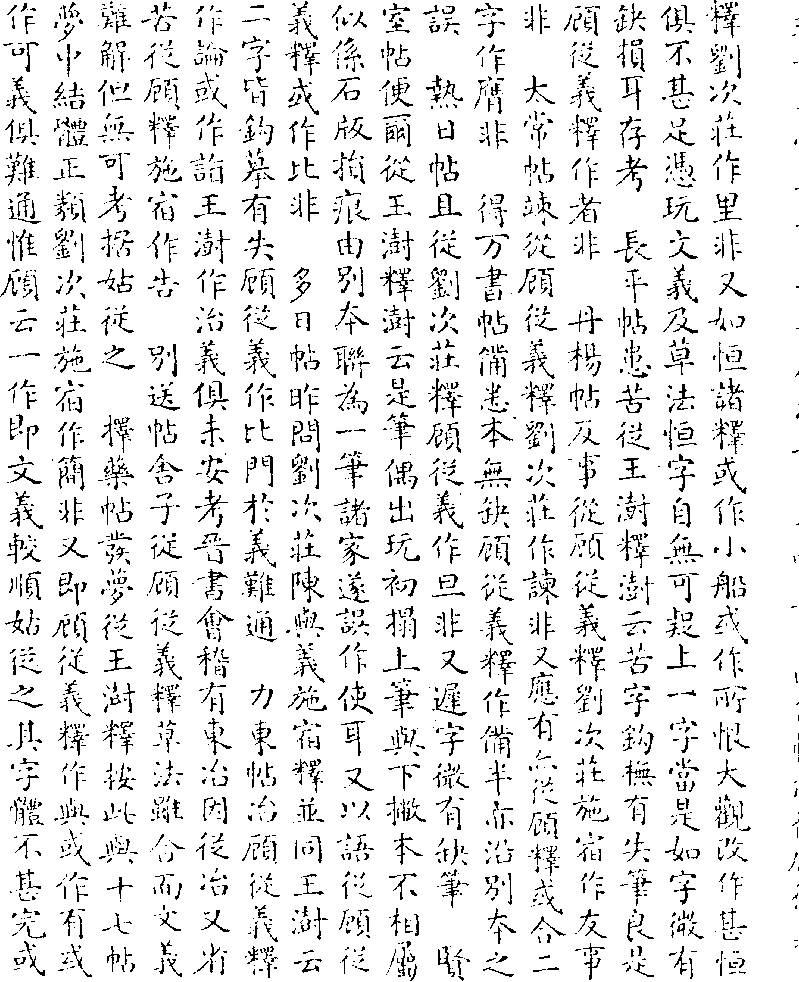 釋劉次莊作里非又如恒諸釋或作小船或作所恨大觀改作甚恒
俱不甚足憑玩文義及草法恒字自無可疑上一字當是如字微有
缺損耳存考　長平帖患苦從王澍釋澍云苦字鈎橅有失筆良是
顧從義釋作者非　丹楊帖反事從顧從義釋劉次莊施宿作友事
非　太常帖竦從顧從義釋劉次莊作諫非又應有尒從顧釋或合二
字作膺非　得万書帖備悉本無缺顧從義釋作備半亦沿別本之
誤　熱日帖且從劉次莊釋顧從義作旦非又遲字微有缺筆　賢
室帖便爾從王澍釋澍云是筆偶出玩初搨上筆與下撇本不相屬
似係石版損痕由別本聯為一筆諸家遂誤作使耳又以語從顧從
義釋或作比非　多日帖昨問劉次莊陳與義施宿釋並同王澍云
二字皆鈎摹有失顧從義作比門於義難通　力東帖冶顧從義釋
作論或作詣王澍作治義俱未安考晉書會稽有東冶因從冶又省
苦從顧釋施宿作告　別送帖舍子從顧從義釋草法雖合而文義
難解但無可考据姑從之　擇藥帖發夢從王澍釋按此與十七帖
夢中結體正類劉次莊施宿作簡非又即顧從義釋作與或作有或
作可義俱難通惟顧云一作即文義較順姑從之其字體不甚完或